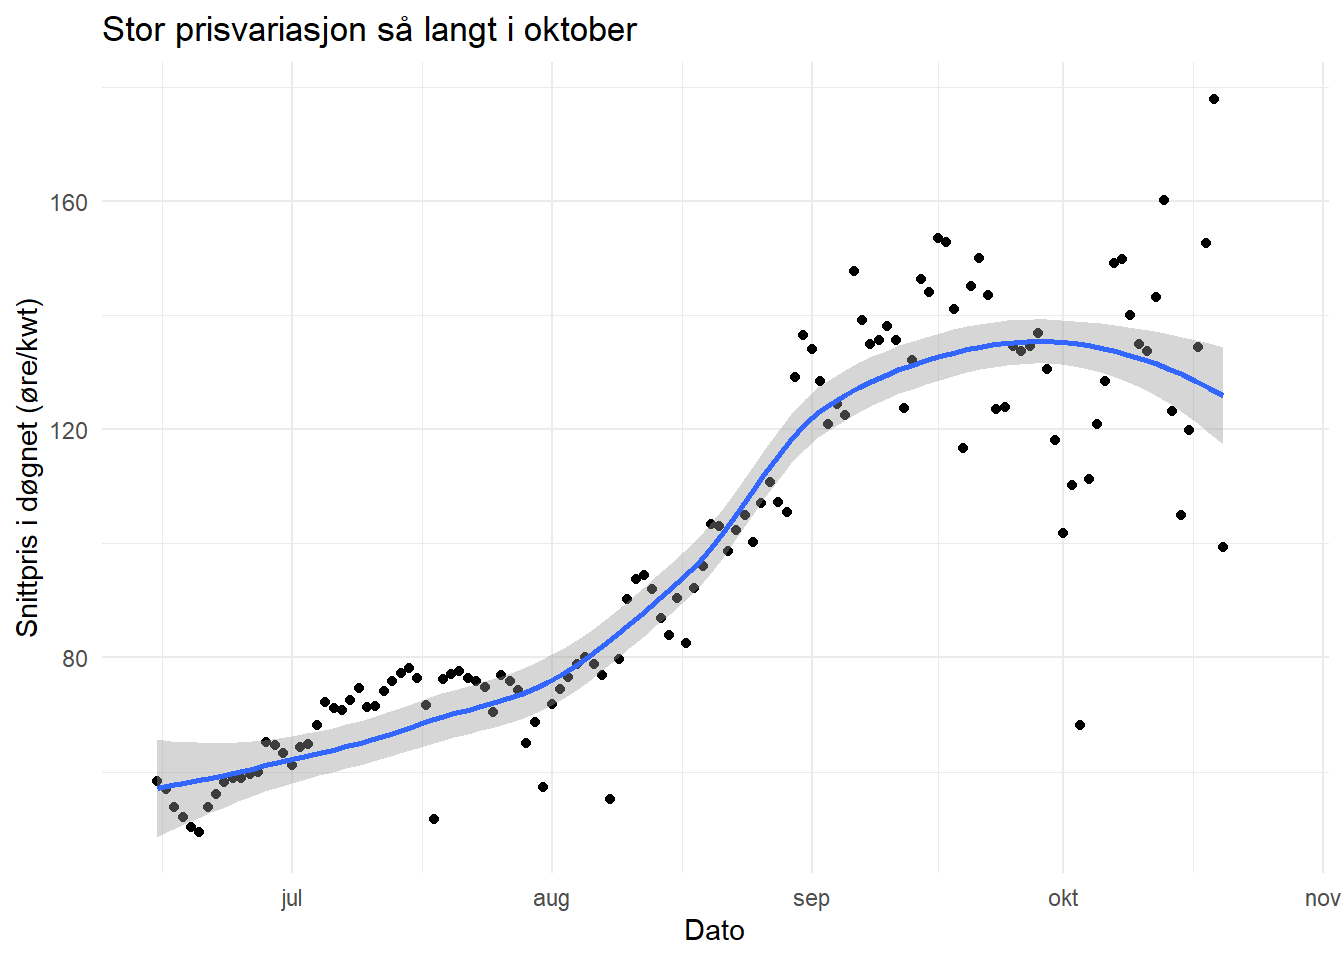 Stor prisvariasjon så langt i oktober
Snittpris i døgnet (øre/kwt)
160
120
80
jul
aug
sep
okt
nov
Dato